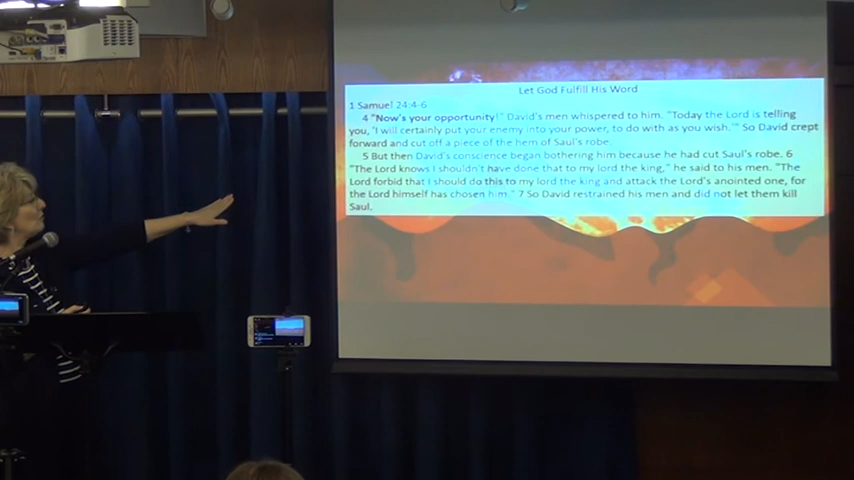 Let God Fulfill His Word
1 Samuel 24:4-6
4 "Now's your opportunity!" David's men whispered to him. "Today the Lord is telling
you, 'I will certainly put your enemy into your power, to do with as you wish.'" So David crept
forward and cut off a piece of the hem of Saul's robe.
5 But then David's conscience began bothering him because he had cut Saul's robe. 6
"The Lord knows I shouldn't have done that to my lord the king," he said to his men. "The
Lord forbid that I should do this to my lord the king and attack the Lord's anointed one, for
the Lord himself has chosen him." 7 So David restrained his men and did not let them kill
Saul.